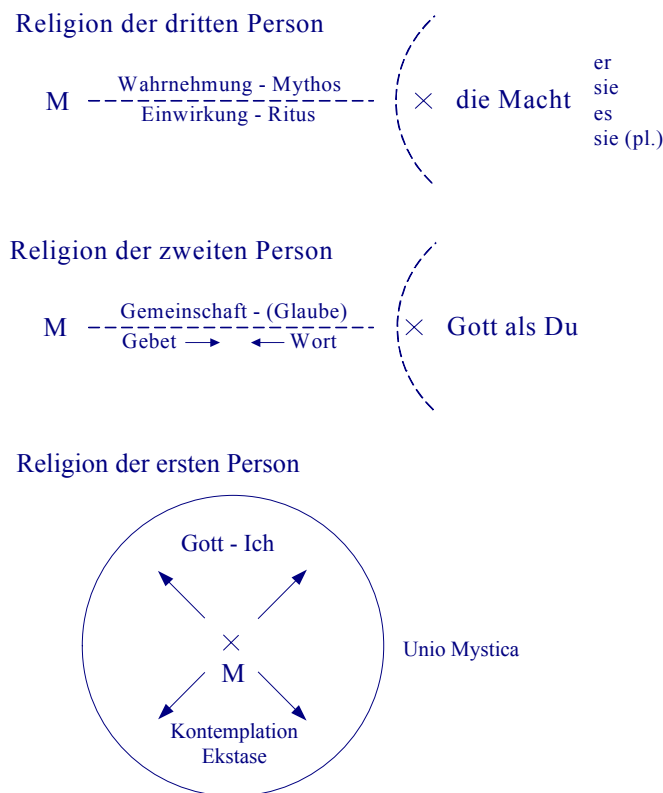 Religion der dritten Person
Wahrnehmung - Mythos
M
Einwirkung - Ritus
die Macht
er
sie
es
sie (pl.)
Religion der zweiten Person
Gemeinschaft - (Glaube)
M
Gebet
Wort
Gott als Du
Religion der ersten Person
Gott - Ich
M
Unio Mystica
Kontemplation
Ekstase